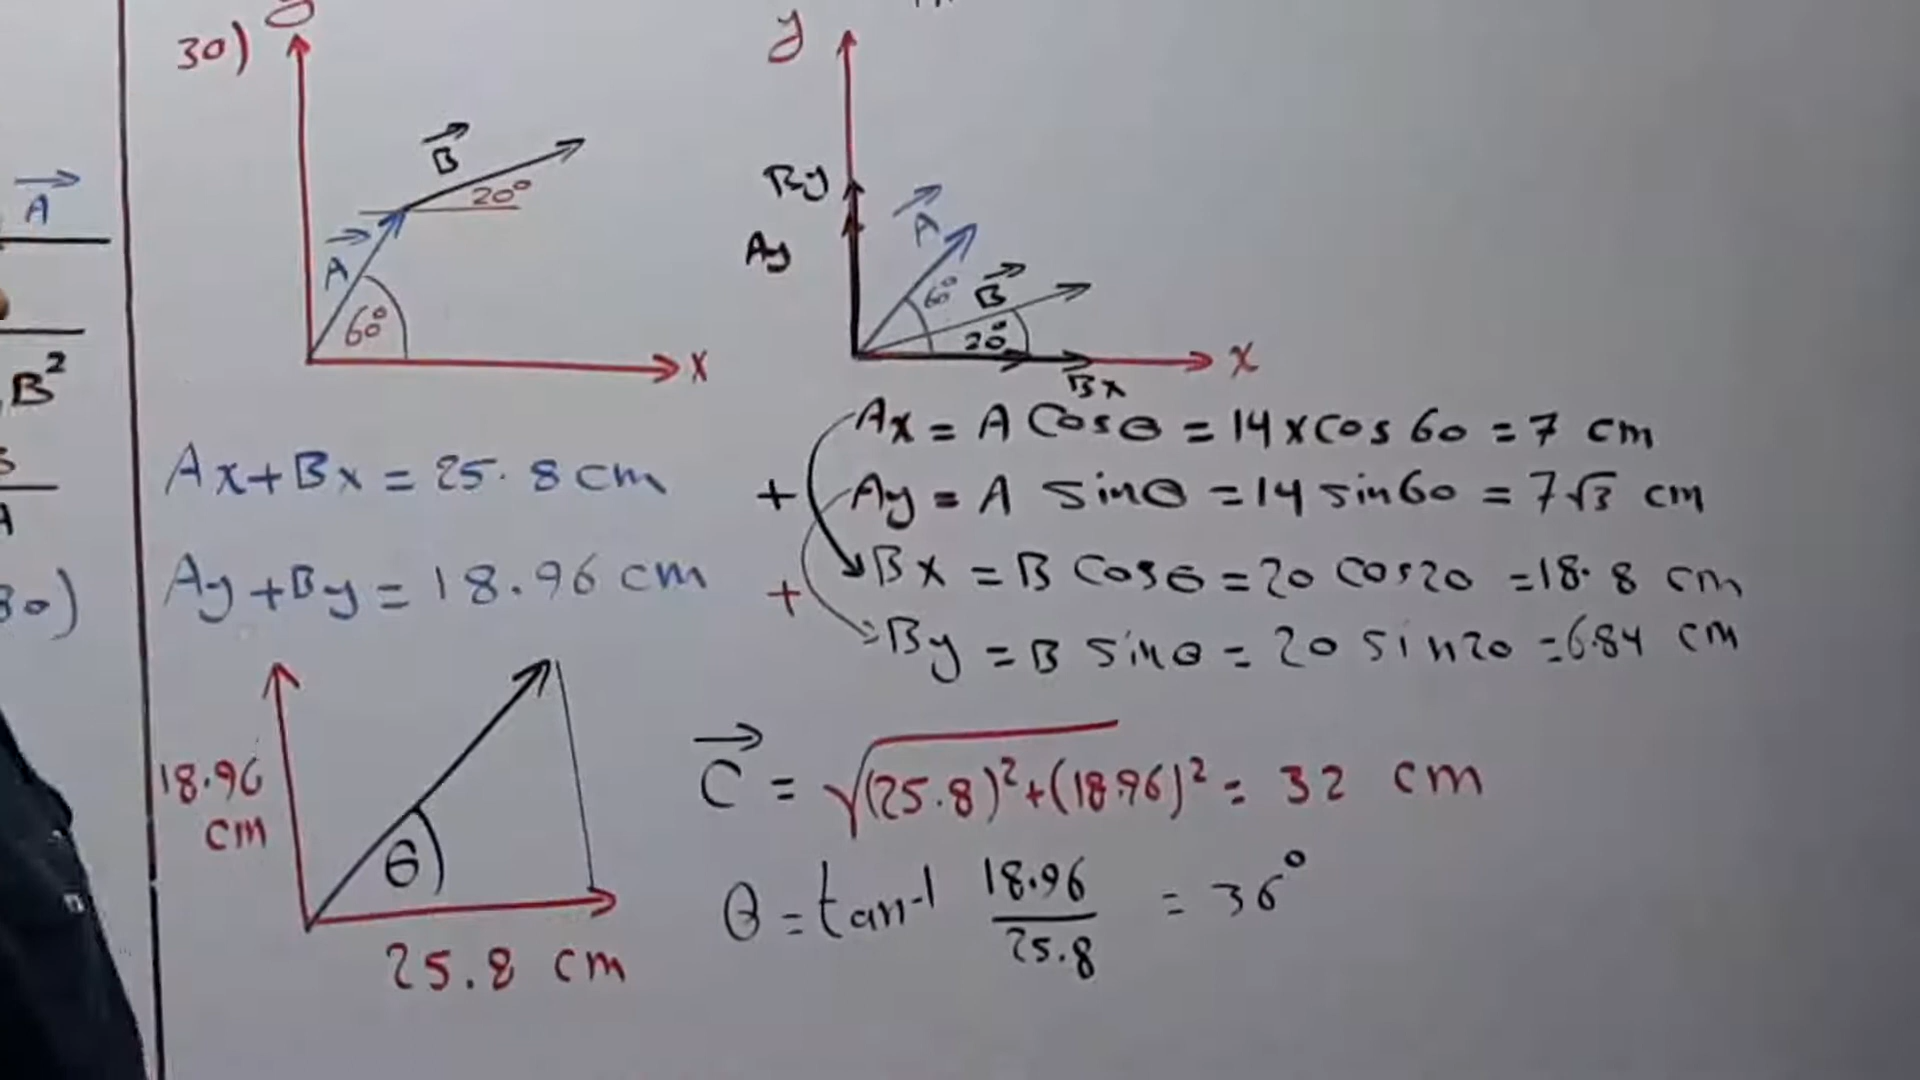 30)
y
B
20°
A
60°
x
By
Ay
A
60°
B
20°
x
Bx
A
B²
30)
Ax = A Cosθ = 14 x cos 60 = 7 cm
+ Ay = A sinθ = 14 sin60 = 7√3 cm
Bx = B Cosθ = 20 cos20 = 18.8 cm
+ By = B sinθ = 20 sin20 = 6.84 cm
Ax+Bx = 25.8 cm
Ay+By = 18.96 cm
18.96
cm
θ
25.8 cm
C = √(25.8)²+(18.96)² = 32 cm
θ = tan-1 18.96/25.8 = 36°